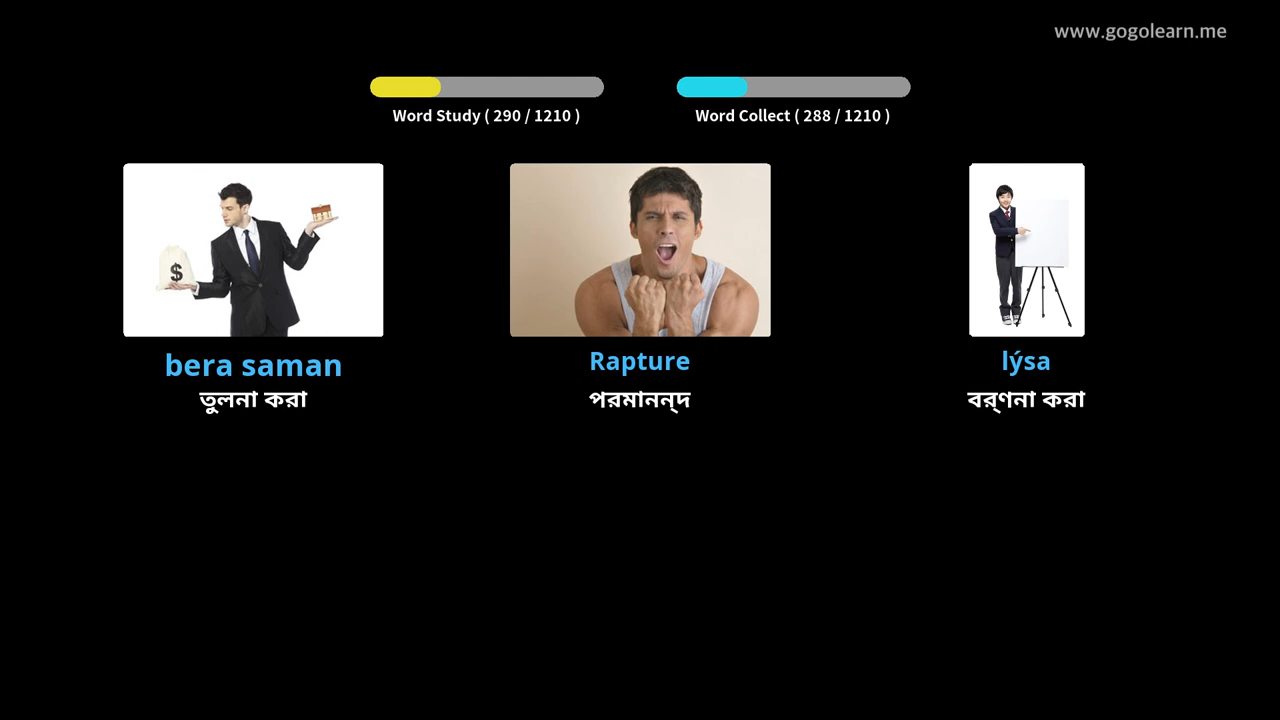 www.gogolearn.me
Word Study ( 290 / 1210 )
Word Collect ( 288 / 1210 )
$
bera saman
Rapture
lýsa
তুলনা করা
পরমানন্দ
বর্ণনা করা